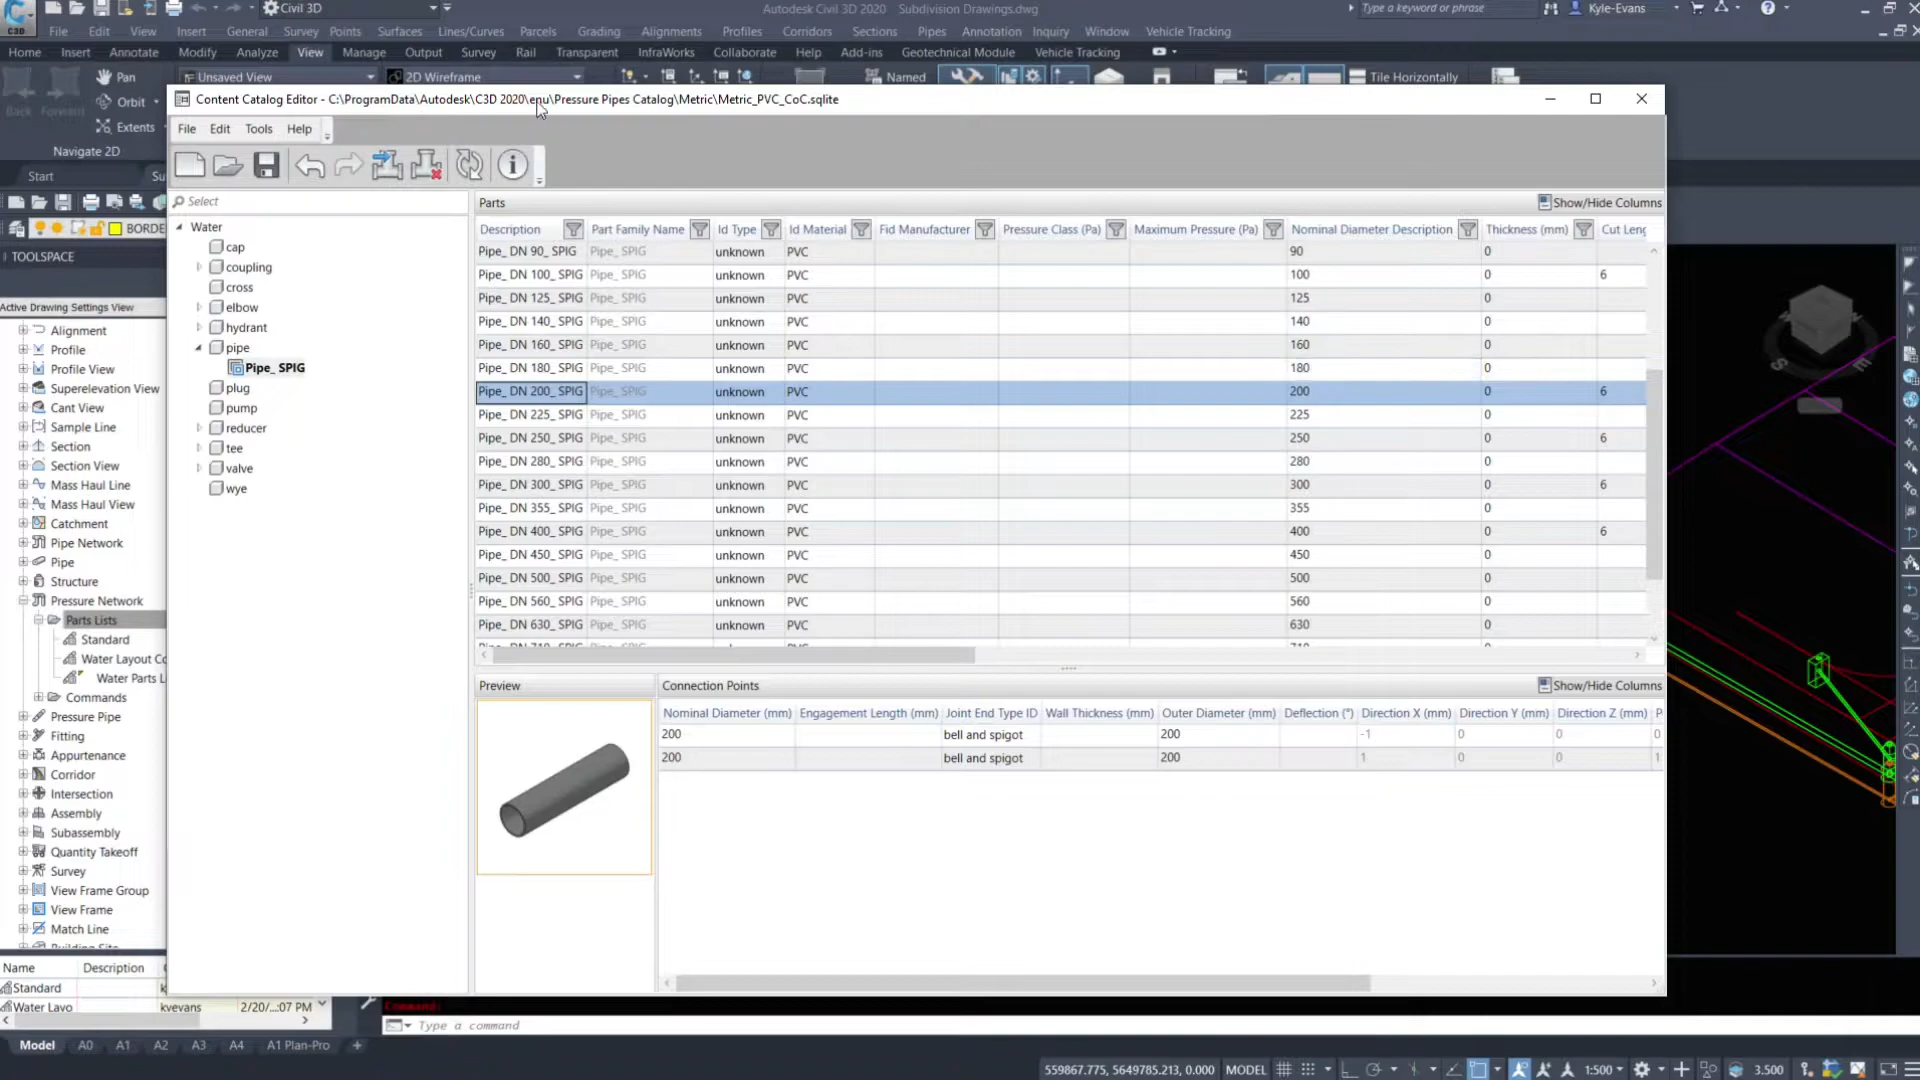 Civil 3D
Autodesk Civil 3D 2020 Subdivision Drawings.dwg
Type a keyword or phrase
Kyle-Evans
File Edit View Insert General Survey Points Surfaces Lines/Curves Parcels Grading Alignments Profiles Corridors Sections Pipes Annotation Inquiry Window Vehicle Tracking
Home Insert Annotate Modify Analyze View Manage Output Survey Rail Transparent InfraWorks Collaborate Help Add-ins Geotechnical Module Vehicle Tracking
Back Forward Pan Orbit Extents
Unsaved View 2D Wireframe Named Tile Horizontally
Navigate 2D
Start Su
BORDE
TOOLSPACE
Active Drawing Settings View
Alignment
Profile
Profile View
Superelevation View
Cant View
Sample Line
Section
Section View
Mass Haul Line
Mass Haul View
Catchment
Pipe Network
Pipe
Structure
Pressure Network
Parts Lists
Standard
Water Layout Co
Water Parts L
Commands
Pressure Pipe
Fitting
Appurtenance
Corridor
Intersection
Assembly
Subassembly
Quantity Takeoff
Survey
View Frame Group
View Frame
Match Line
Building Site
Name Description
Standard k
Water Lavo kvevans 2/20/...:07 PM
Content Catalog Editor - C:\ProgramData\Autodesk\C3D 2020\enu\Pressure Pipes Catalog\Metric\Metric_PVC_CoC.sqlite
File Edit Tools Help
Select
Water
cap
coupling
cross
elbow
hydrant
pipe
Pipe_ SPIG
plug
pump
reducer
tee
valve
wye
Parts Show/Hide Columns
Description Part Family Name Id Type Id Material Fid Manufacturer Pressure Class (Pa) Maximum Pressure (Pa) Nominal Diameter Description Thickness (mm) Cut Leng
Pipe_ DN 90_ SPIG Pipe_ SPIG unknown PVC 90 0
Pipe_ DN 100_ SPIG Pipe_ SPIG unknown PVC 100 0 6
Pipe_ DN 125_ SPIG Pipe_ SPIG unknown PVC 125 0
Pipe_ DN 140_ SPIG Pipe_ SPIG unknown PVC 140 0
Pipe_ DN 160_ SPIG Pipe_ SPIG unknown PVC 160 0
Pipe_ DN 180_ SPIG Pipe_ SPIG unknown PVC 180 0
Pipe_ DN 200_ SPIG Pipe_ SPIG unknown PVC 200 0 6
Pipe_ DN 225_ SPIG Pipe_ SPIG unknown PVC 225 0
Pipe_ DN 250_ SPIG Pipe_ SPIG unknown PVC 250 0 6
Pipe_ DN 280_ SPIG Pipe_ SPIG unknown PVC 280 0
Pipe_ DN 300_ SPIG Pipe_ SPIG unknown PVC 300 0 6
Pipe_ DN 355_ SPIG Pipe_ SPIG unknown PVC 355 0
Pipe_ DN 400_ SPIG Pipe_ SPIG unknown PVC 400 0 6
Pipe_ DN 450_ SPIG Pipe_ SPIG unknown PVC 450 0
Pipe_ DN 500_ SPIG Pipe_ SPIG unknown PVC 500 0
Pipe_ DN 560_ SPIG Pipe_ SPIG unknown PVC 560 0
Pipe_ DN 630_ SPIG Pipe_ SPIG unknown PVC 630 0
Preview Connection Points Show/Hide Columns
Nominal Diameter (mm) Engagement Length (mm) Joint End Type ID Wall Thickness (mm) Outer Diameter (mm) Deflection (°) Direction X (mm) Direction Y (mm) Direction Z (mm) P
200 bell and spigot 200 -1 0 0 0
200 bell and spigot 200 1 0 0 1
S E
Command:
Type a command
Model A0 A1 A2 A3 A4 A1 Plan-Pro +
559867.775, 5649785.213, 0.000 MODEL 1:500 3.500